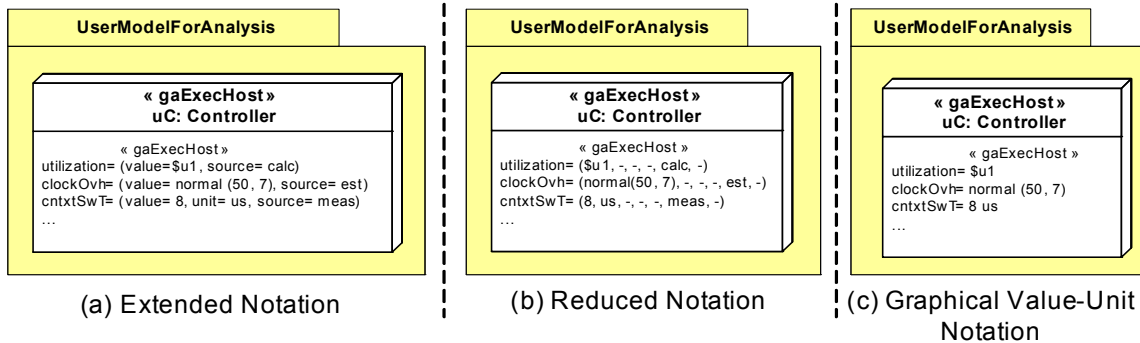 UserModelForAnalysis
« gaExecHost »
uC: Controller
« gaExecHost »
utilization= (value=$u1, source= calc)
clockOvh= (value= normal (50, 7), source= est)
cntxtSwT= (value= 8, unit= us, source= meas)
...
(a) Extended Notation
UserModelForAnalysis
« gaExecHost »
uC: Controller
« gaExecHost »
utilization= ($u1, -, -, -, calc, -)
clockOvh= (normal(50, 7), -, -, -, est, -)
cntxtSwT= (8, us, -, -, -, meas, -)
...
(b) Reduced Notation
UserModelForAnalysis
« gaExecHost »
uC: Controller
« gaExecHost »
utilization= $u1
clockOvh= normal (50, 7)
cntxtSwT= 8 us
...
(c) Graphical Value-Unit
Notation